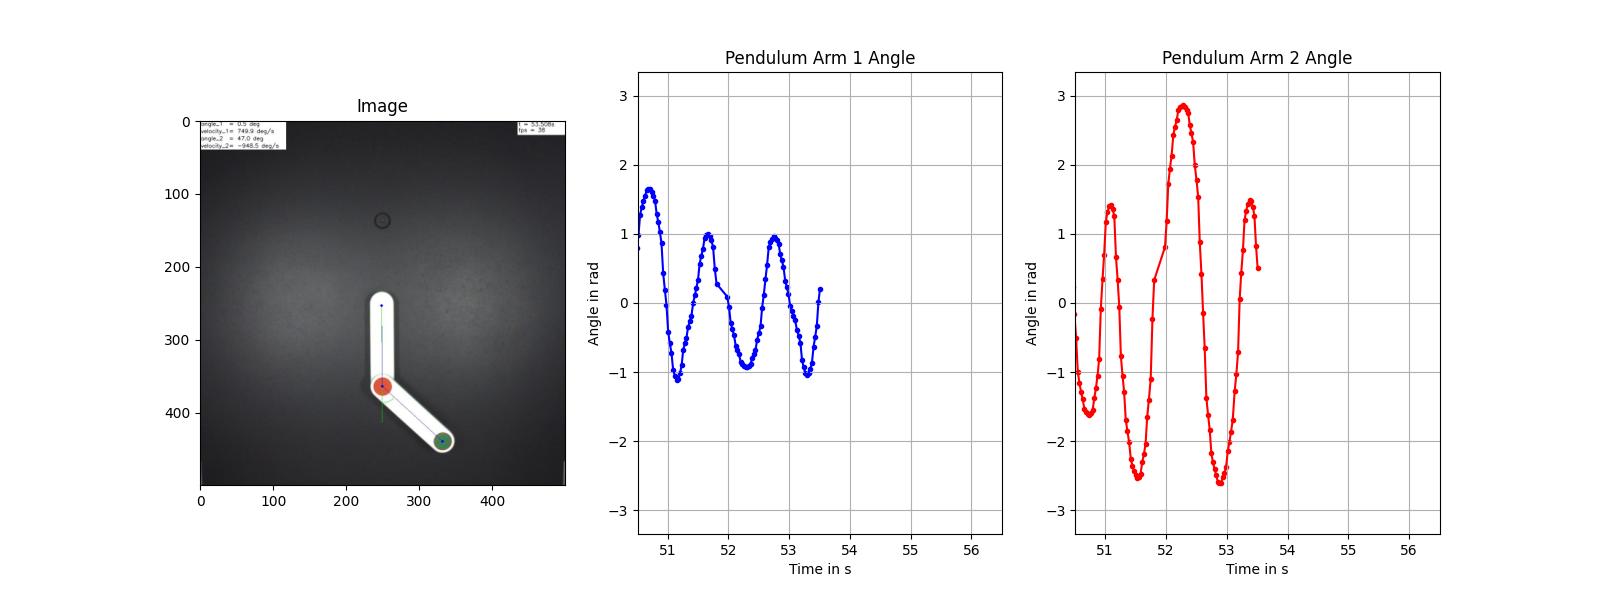 Image
angle_1 = 0.5 deg
velocity_1= 749.9 deg/s
angle_2 = 47.0 deg
velocity_2= -948.5 deg/s
t = 53.508s
fps = 38
0
100
200
300
400
0 100 200 300 400
Pendulum Arm 1 Angle
Angle in rad
3
2
1
0
−1
−2
−3
51 52 53 54 55 56
Time in s
Pendulum Arm 2 Angle
Angle in rad
3
2
1
0
−1
−2
−3
51 52 53 54 55 56
Time in s